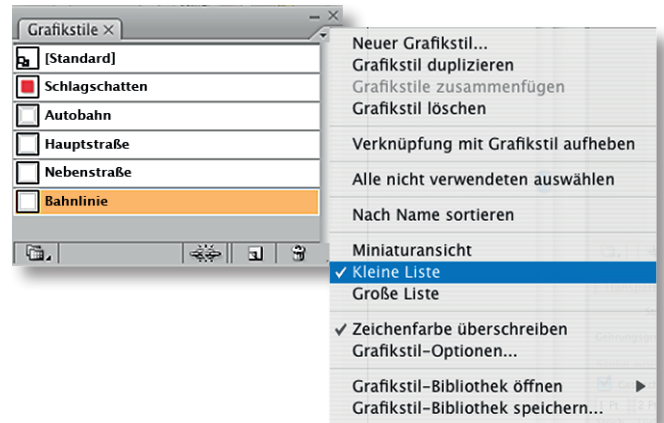 Grafikstile
[Standard]
Schlagschatten
Autobahn
Hauptstraße
Nebenstraße
Bahnlinie
Neuer Grafikstil...
Grafikstil duplizieren
Grafikstile zusammenfügen
Grafikstil löschen
Verknüpfung mit Grafikstil aufheben
Alle nicht verwendeten auswählen
Nach Name sortieren
Miniaturansicht
Kleine Liste
Große Liste
Zeichenfarbe überschreiben
Grafikstil-Optionen...
Grafikstil-Bibliothek öffnen
Grafikstil-Bibliothek speichern...